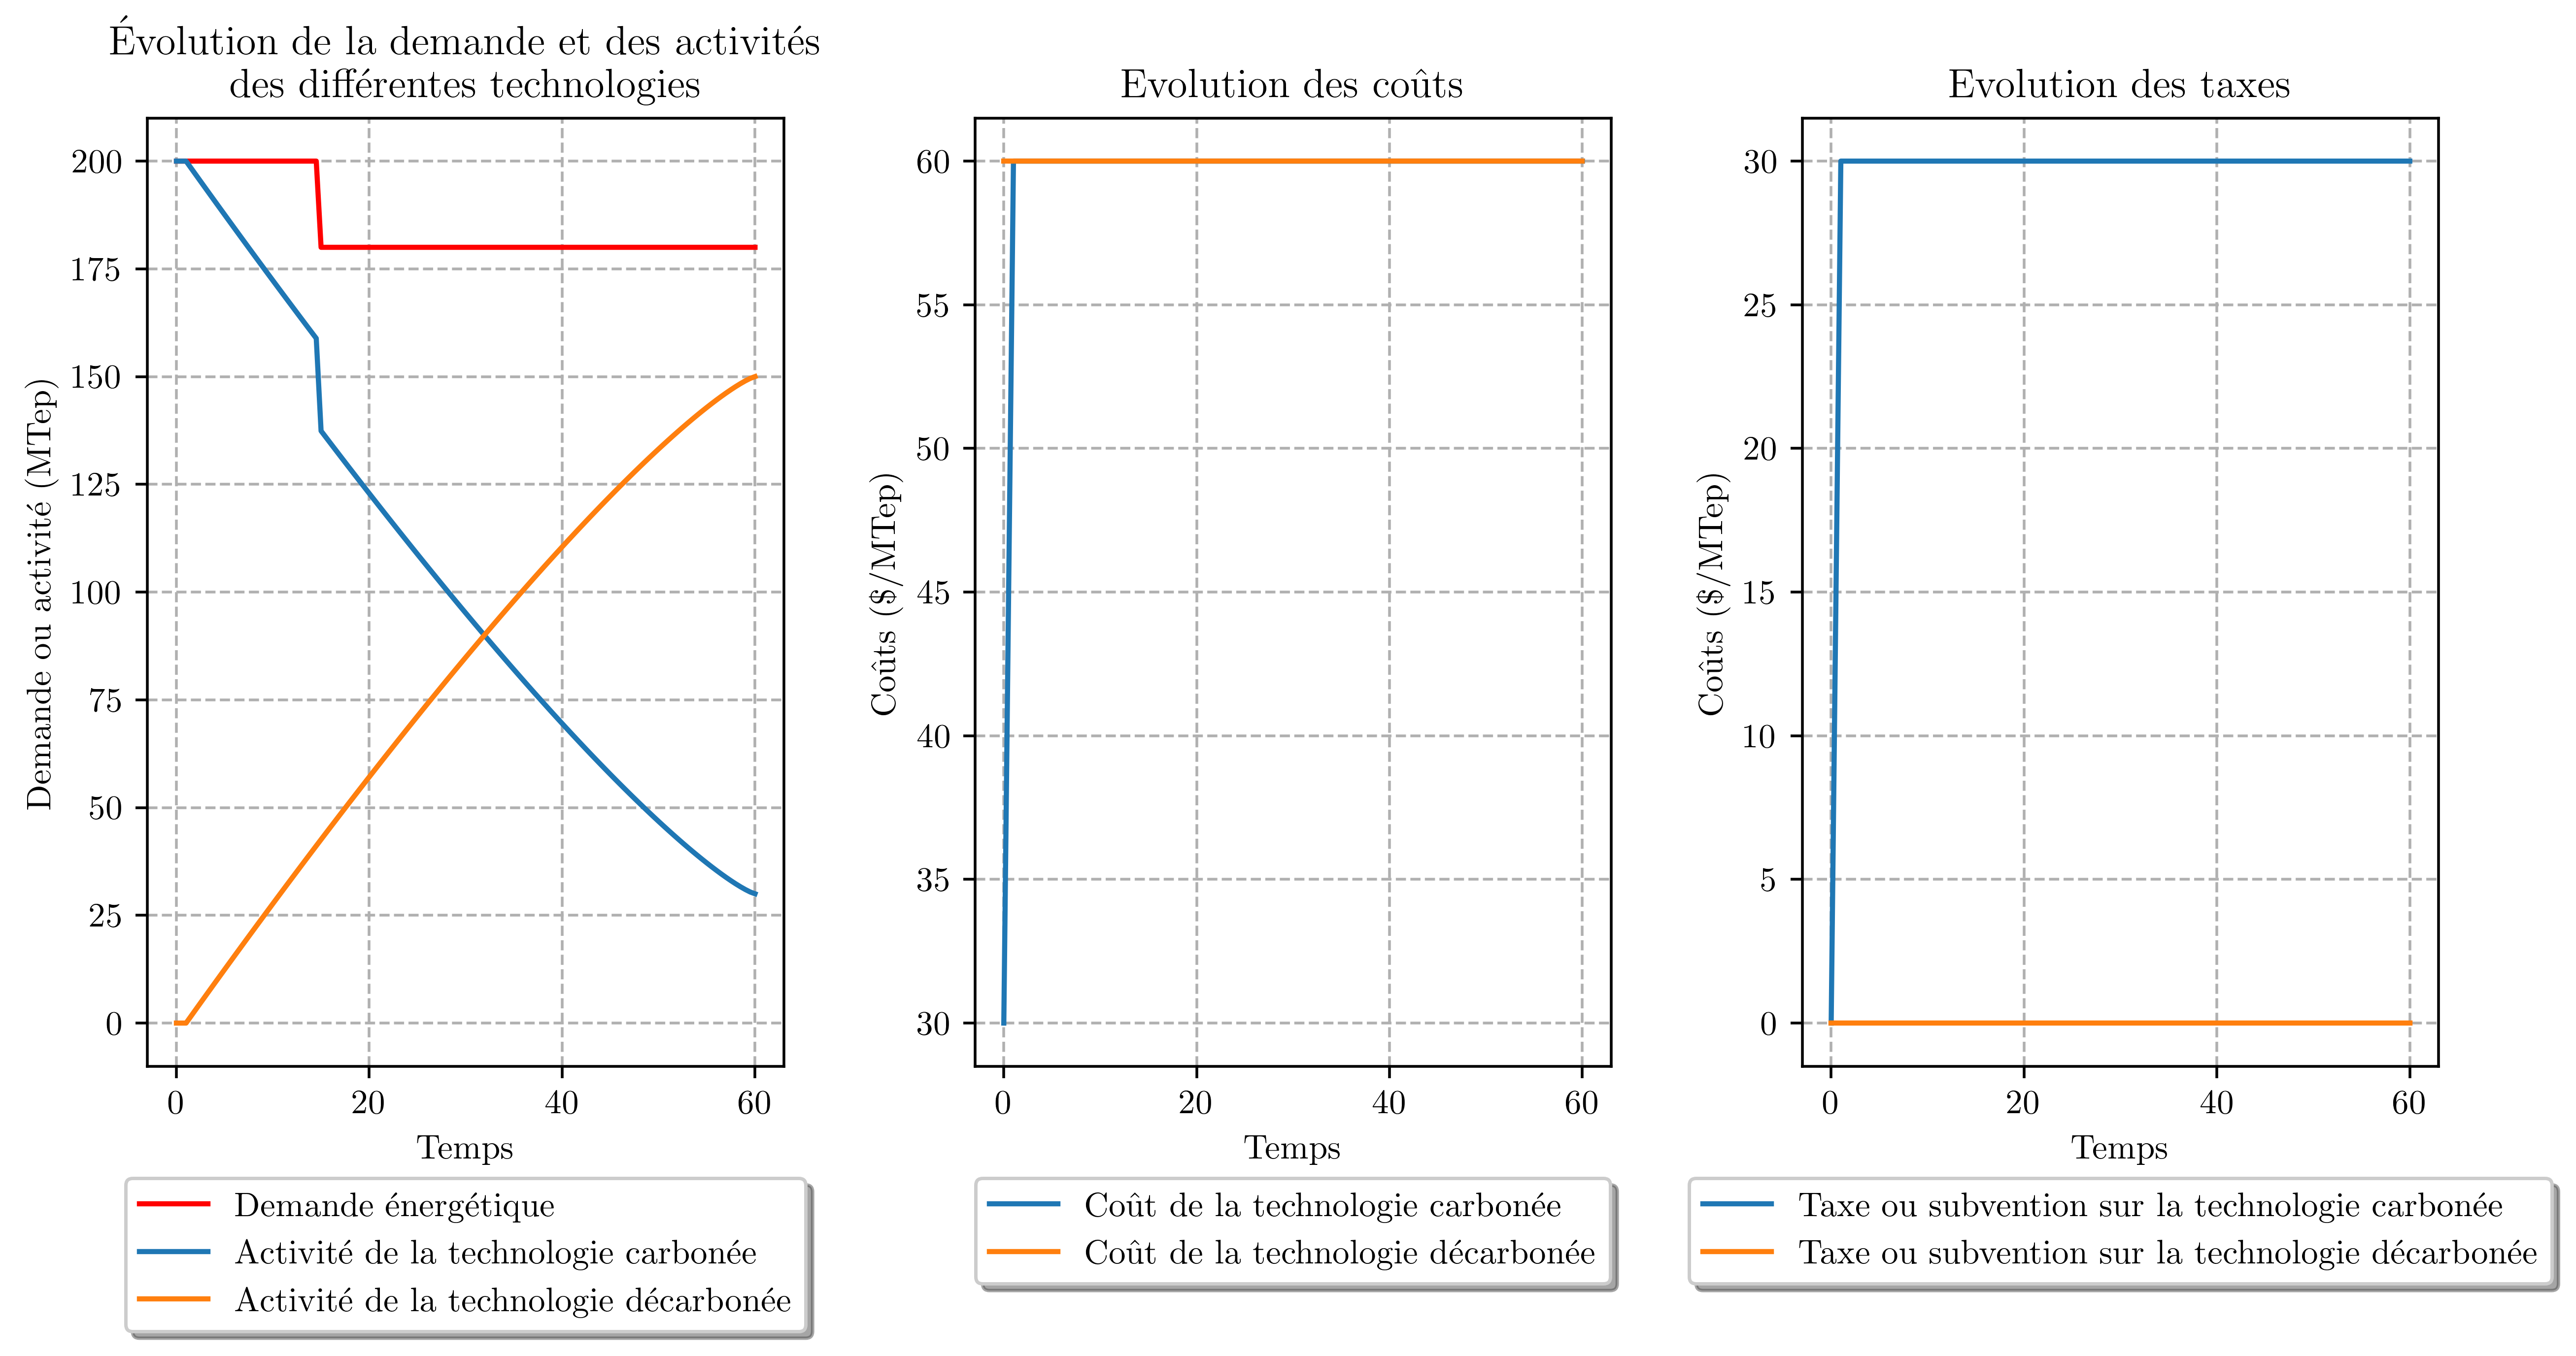 Évolution de la demande et des activités
des différentes technologies
Demande ou activité (MTep)
200
175
150
125
100
75
50
25
0
0 20 40 60
Temps
Demande énergétique
Activité de la technologie carbonée
Activité de la technologie décarbonée
Evolution des coûts
Coûts ($/MTep)
60
55
50
45
40
35
30
0 20 40 60
Temps
Coût de la technologie carbonée
Coût de la technologie décarbonée
Evolution des taxes
Coûts ($/MTep)
30
25
20
15
10
5
0
0 20 40 60
Temps
Taxe ou subvention sur la technologie carbonée
Taxe ou subvention sur la technologie décarbonée